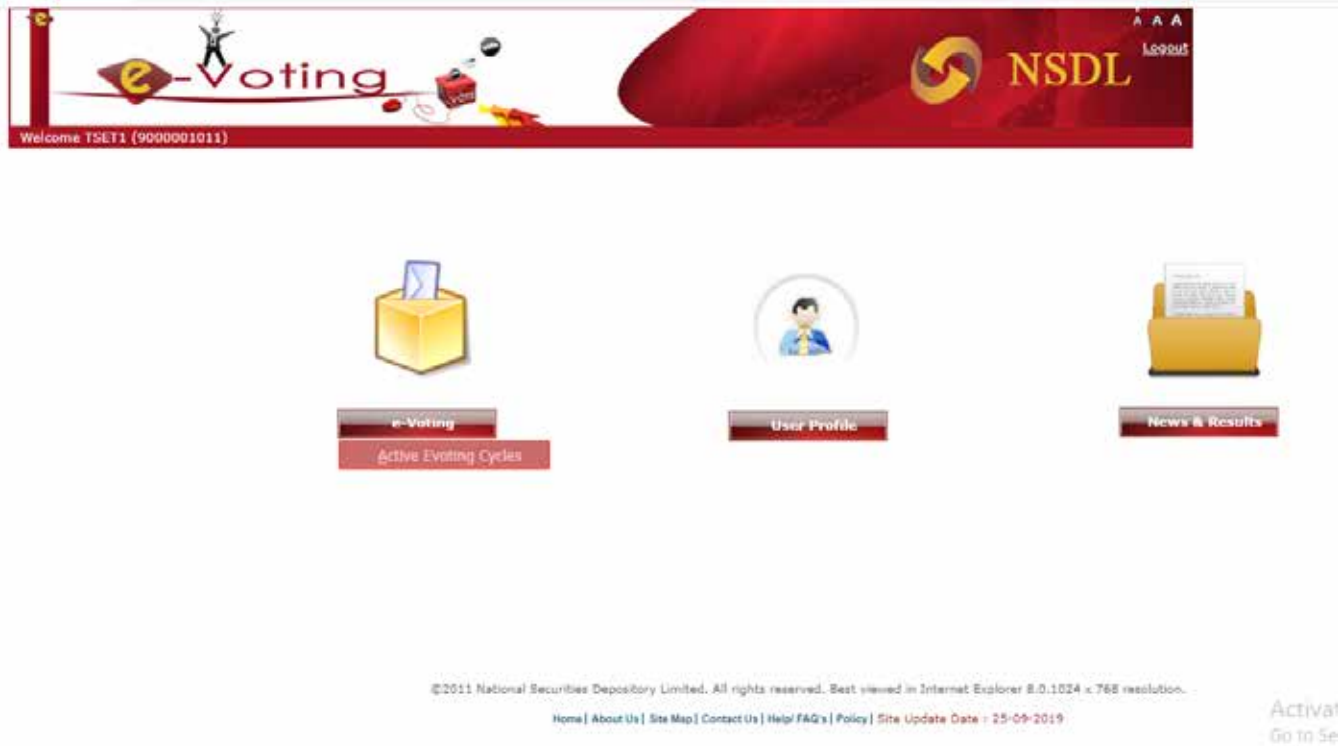 A A A
Logout
e-Voting
NSDL
Welcome TSET1 (9000001011)
e-Voting
User Profile
News & Results
Active Evoting Cycles
©2011 National Securities Depository Limited. All rights reserved. Best viewed in Internet Explorer 8.0.1024 x 768 resolution.
Home| About Us| Site Map| Contact Us| Help/ FAQ's| Policy| Site Update Date : 25-09-2019
Activat
Go to Se